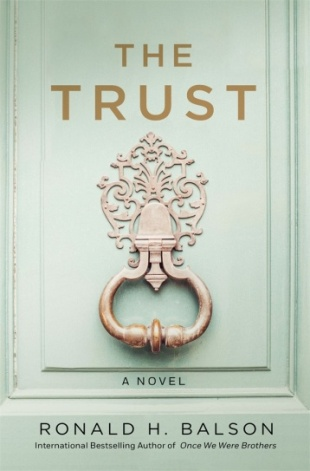 THE
TRUST
A NOVEL
RONALD H. BALSON
International Bestselling Author of Once We Were Brothers